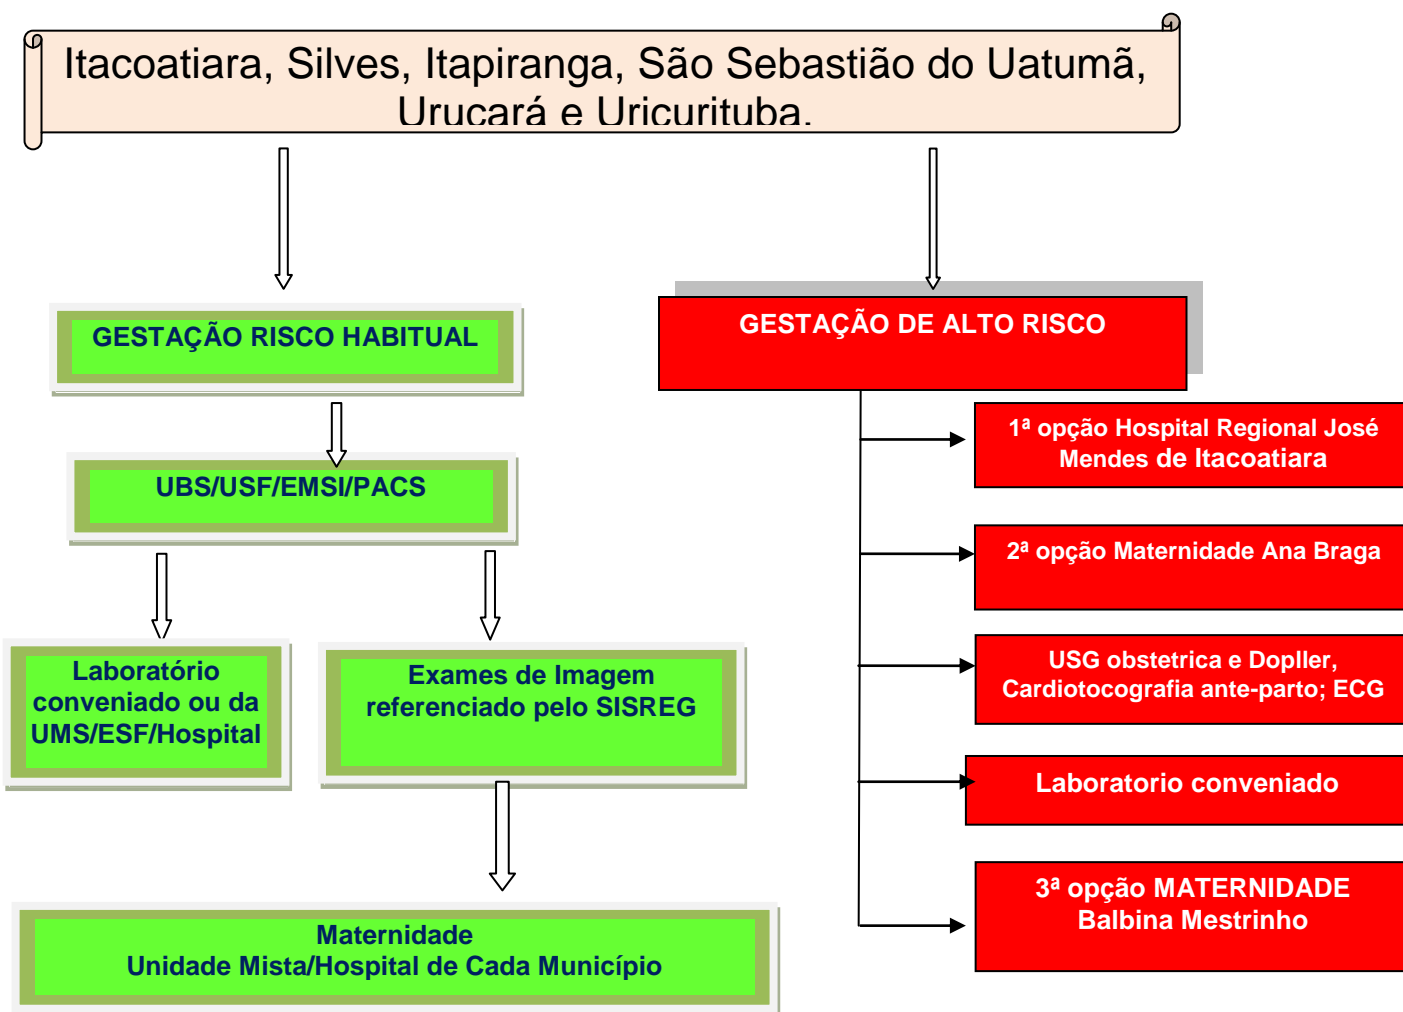 Itacoatiara, Silves, Itapiranga, São Sebastião do Uatumã,
Urucará e Uricurituba.
GESTAÇÃO RISCO HABITUAL
GESTAÇÃO DE ALTO RISCO
UBS/USF/EMSI/PACS
Laboratório
conveniado ou da
UMS/ESF/Hospital
Exames de Imagem
referenciado pelo SISREG
Maternidade
Unidade Mista/Hospital de Cada Município
1ª opção Hospital Regional José
Mendes de Itacoatiara
2ª opção Maternidade Ana Braga
USG obstetrica e Dopller,
Cardiotocografia ante-parto; ECG
Laboratorio conveniado
3ª opção MATERNIDADE
Balbina Mestrinho